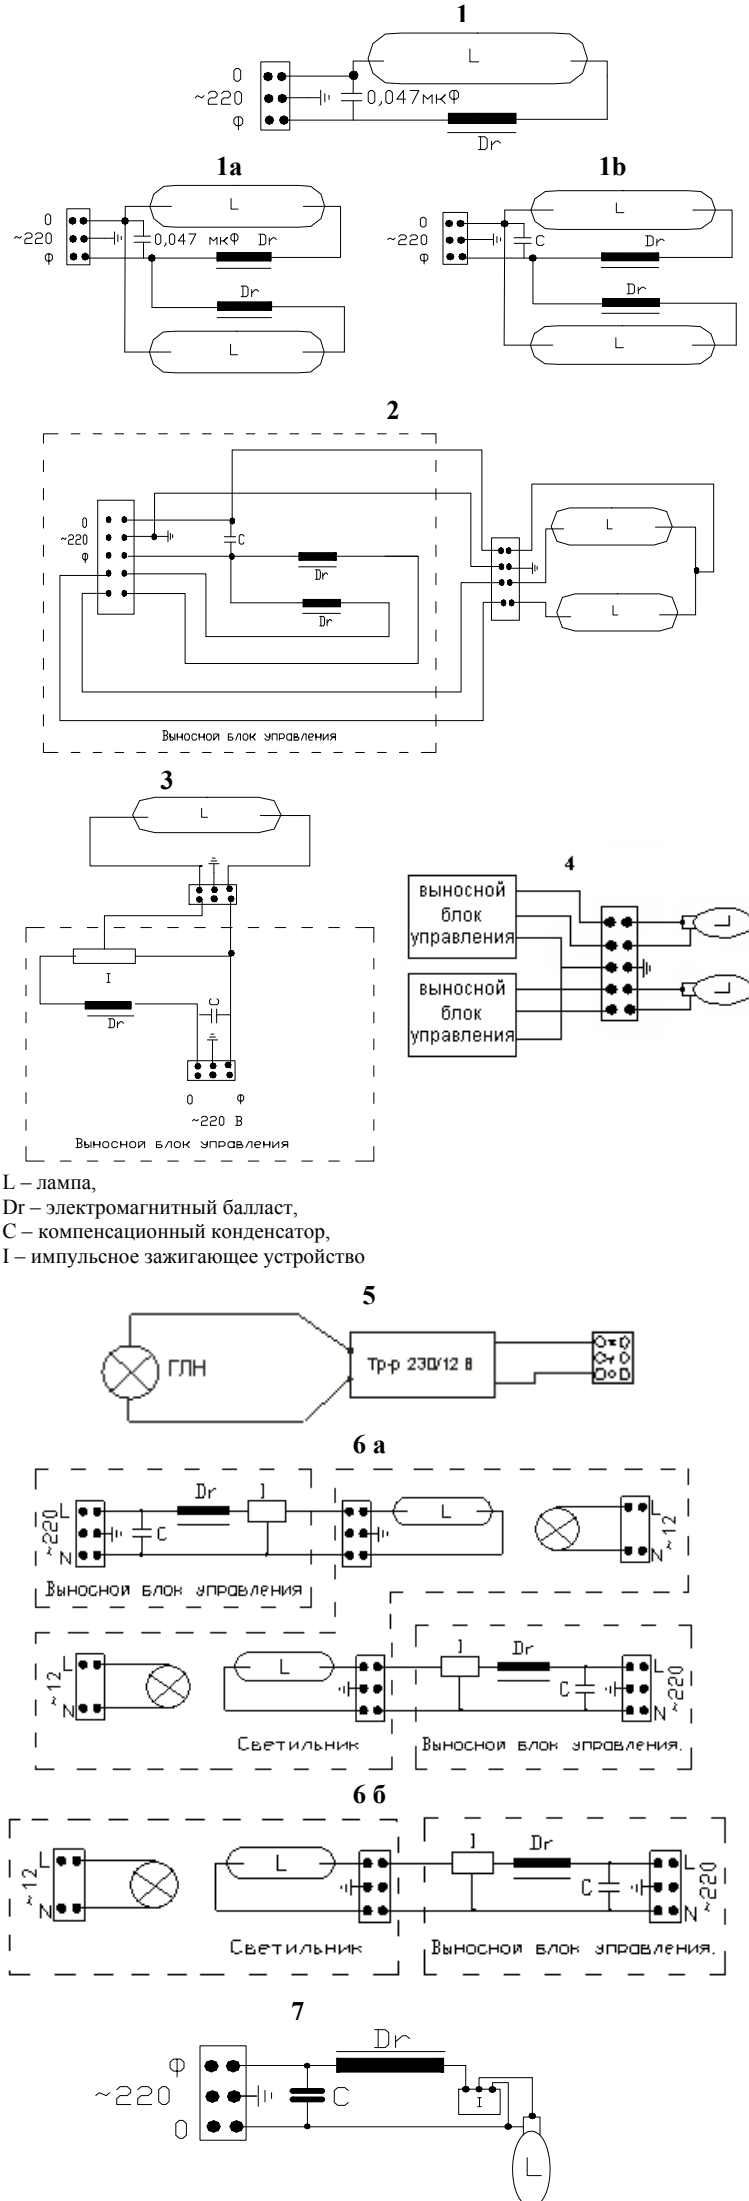 1
L
0
~220
0,047мкФ
Ф
Dr
1a
1b
L
0
~220
0,047 мкФ Dr
Ф
Dr
L
L
0
~220
C
Dr
Ф
Dr
L
2
0
~220
Ф
C
Dr
Dr
L
L
Выносной блок управления
3
L
I
Dr
C
0 Ф
~220 В
Выносной блок управления
4
выносной
блок
управления
L
выносной
блок
управления
L
L – лампа,
Dr – электромагнитный балласт,
C – компенсационный конденсатор,
I – импульсное зажигающее устройство
5
ГЛН
Тр-р 230/12 В
6 а
L
~220
N
C
Dr
I
L
L
~12
N
Выносной блок управления
L
~12
N
L
I
Dr
C
L
~220
N
Светильник
Выносной блок управления.
6 б
L
~12
N
L
I
Dr
C
L
~220
N
Светильник
Выносной блок управления.
7
Dr
Ф
~220
C
I
0
L